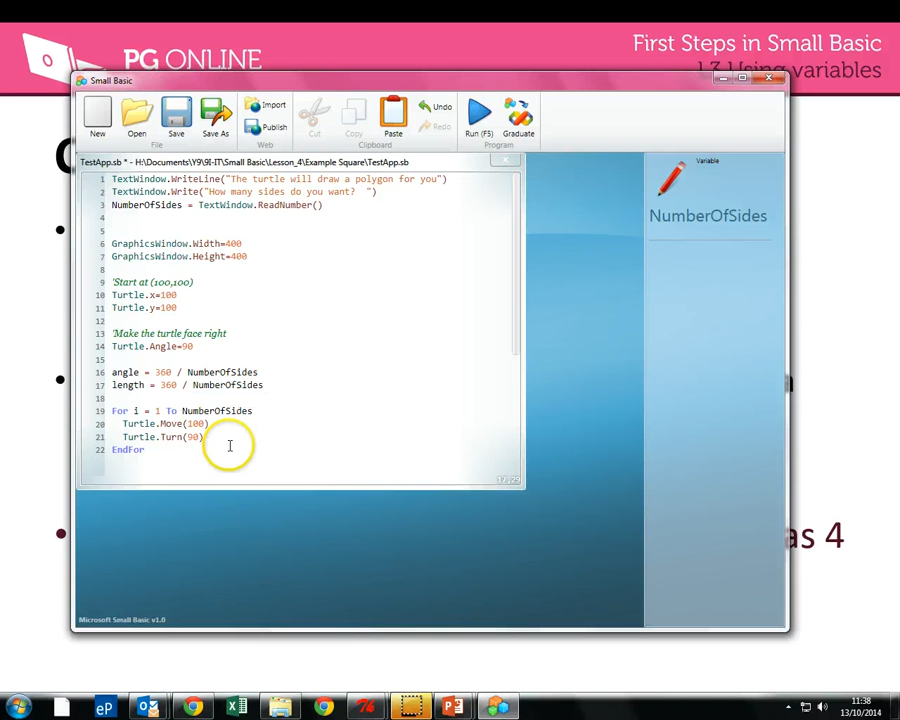 First Steps in Small Basic
PG ONLINE
Small Basic
New
Open
Save
Save As
Import
Publish
Cut
Copy
Paste
Undo
Redo
Run (F5)
Graduate
File
Web
Clipboard
Program
TestApp.sb * - H:\Documents\Y9\9I-IT\Small Basic\Lesson_4\Example Square\TestApp.sb
1 TextWindow.WriteLine("The turtle will draw a polygon for you")
2 TextWindow.Write("How many sides do you want?  ")
3 NumberOfSides = TextWindow.ReadNumber()
4
5
6 GraphicsWindow.Width=400
7 GraphicsWindow.Height=400
8
9 'Start at (100,100)
10 Turtle.x=100
11 Turtle.y=100
12
13 'Make the turtle face right
14 Turtle.Angle=90
15
16 angle = 360 / NumberOfSides
17 length = 360 / NumberOfSides
18
19 For i = 1 To NumberOfSides
20 Turtle.Move(100)
21 Turtle.Turn(90)
22 EndFor
17,29
Variable
NumberOfSides
as 4
Microsoft Small Basic v1.0
eP
11:38
13/10/2014